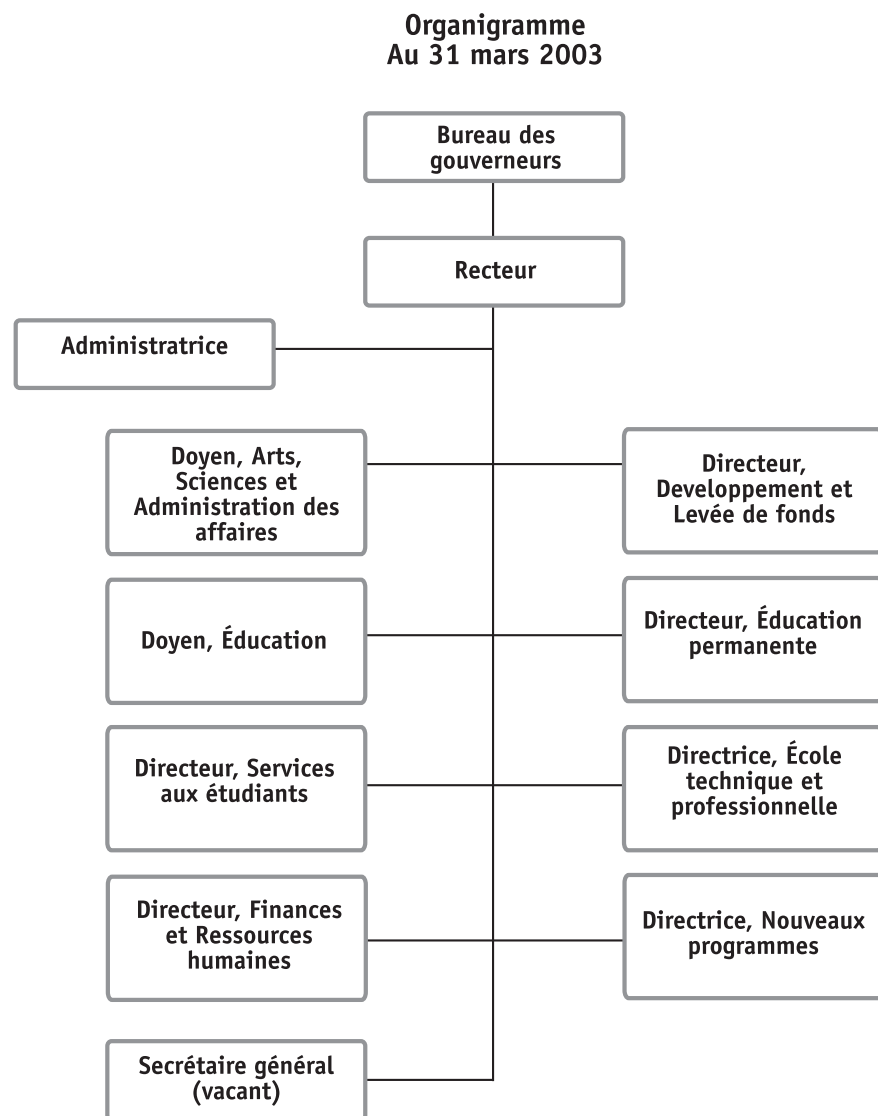 Organigramme
Au 31 mars 2003
Bureau des
gouverneurs
Recteur
Administratrice
Doyen, Arts,
Sciences et
Administration des
affaires
Directeur,
Developpement et
Levée de fonds
Doyen, Éducation
Directeur, Éducation
permanente
Directeur, Services
aux étudiants
Directrice, École
technique et
professionnelle
Directeur, Finances
et Ressources
humaines
Directrice, Nouveaux
programmes
Secrétaire général
(vacant)